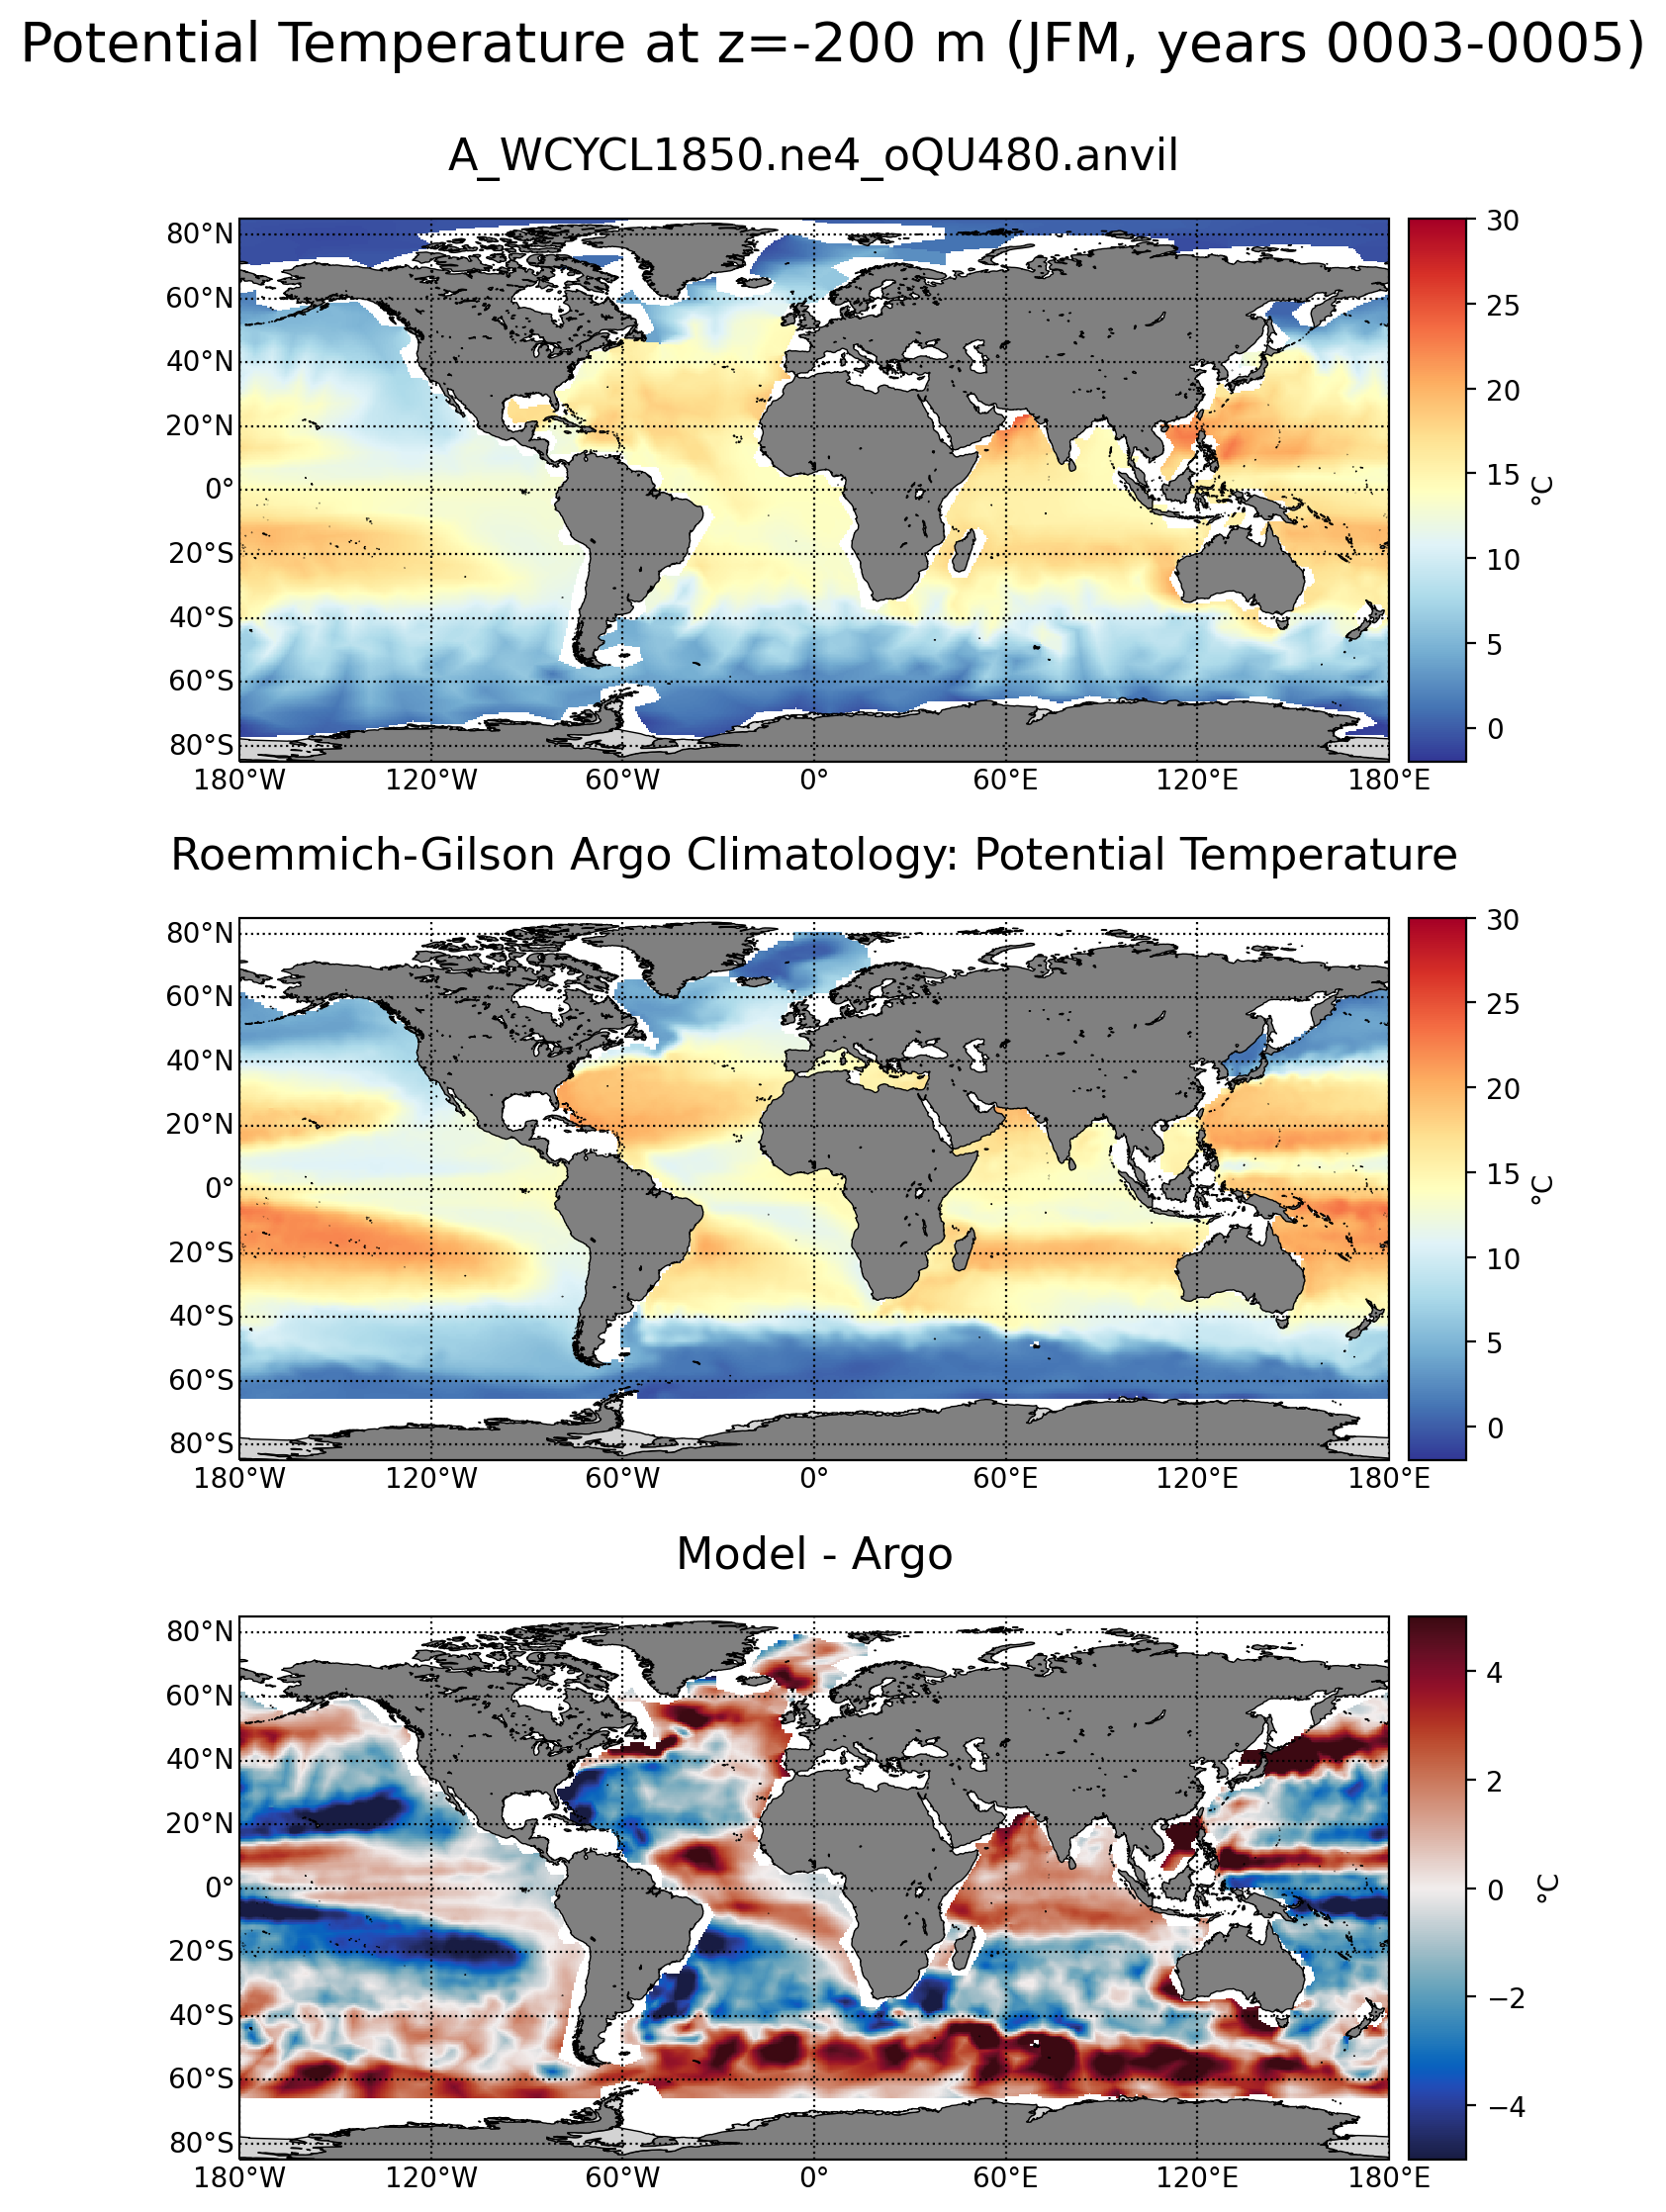 Potential Temperature at z=-200 m (JFM, years 0003-0005)
A_WCYCL1850.ne4_oQU480.anvil
80°N
60°N
40°N
20°N
0°
20°S
40°S
60°S
80°S
180°W 120°W 60°W 0° 60°E 120°E 180°E
30
25
20
15
10
5
0
°C
Roemmich-Gilson Argo Climatology: Potential Temperature
80°N
60°N
40°N
20°N
0°
20°S
40°S
60°S
80°S
180°W 120°W 60°W 0° 60°E 120°E 180°E
30
25
20
15
10
5
0
°C
Model - Argo
80°N
60°N
40°N
20°N
0°
20°S
40°S
60°S
80°S
180°W 120°W 60°W 0° 60°E 120°E 180°E
4
2
0
−2
−4
°C